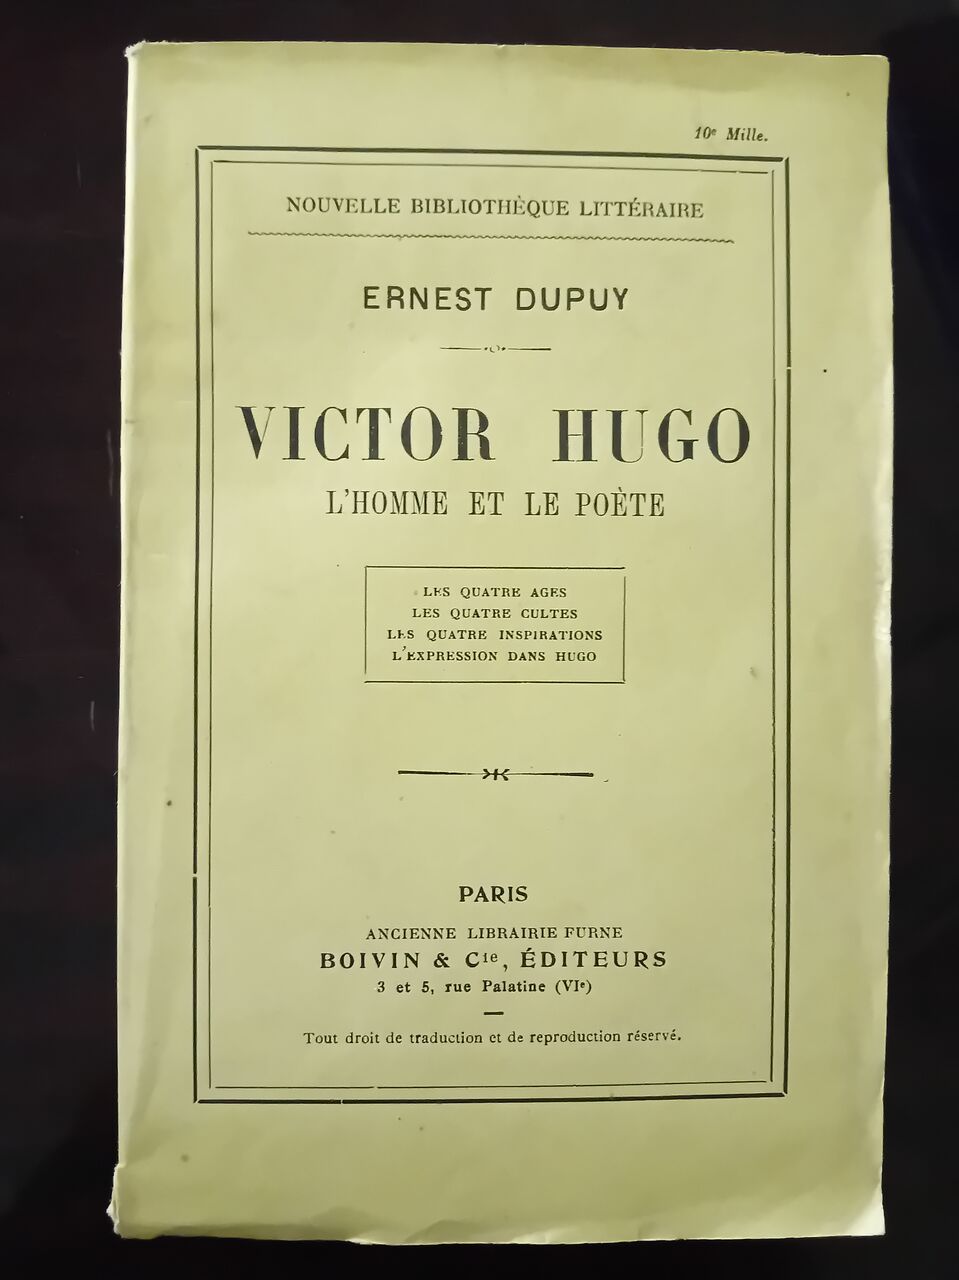 10e Mille.
NOUVELLE BIBLIOTHÈQUE LITTÉRAIRE
ERNEST DUPUY
VICTOR HUGO
L'HOMME ET LE POÈTE
LES QUATRE AGES
LES QUATRE CULTES
LES QUATRE INSPIRATIONS
L'EXPRESSION DANS HUGO
PARIS
ANCIENNE LIBRAIRIE FURNE
BOIVIN & Cie, ÉDITEURS
3 et 5, rue Palatine (VIe)
Tout droit de traduction et de reproduction réservé.